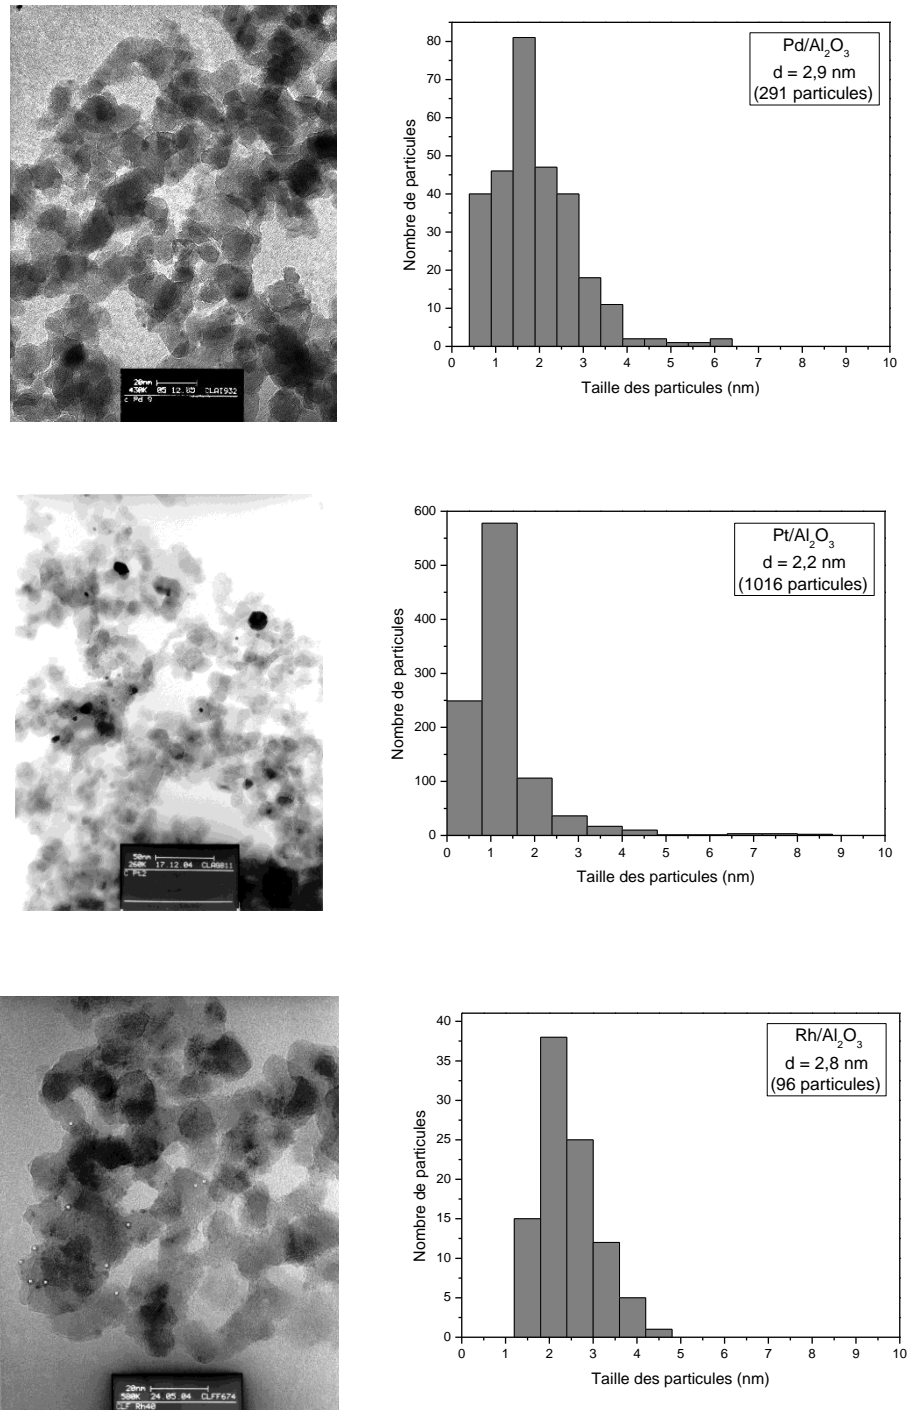 20nm
430K 05 12.05 CLAI932
c Pd 9
Pd/Al2O3
d = 2,9 nm
(291 particules)
Nombre de particules
80
70
60
50
40
30
20
10
0
0 1 2 3 4 5 6 7 8 9 10
Taille des particules (nm)
50nm
260K 17.12.04 CLAG811
C Pt2
Pt/Al2O3
d = 2,2 nm
(1016 particules)
Nombre de particules
600
500
400
300
200
100
0
0 1 2 3 4 5 6 7 8 9 10
Taille des particules (nm)
20nm
500K 24.05.04 CLFF674
CLF Rh40
Rh/Al2O3
d = 2,8 nm
(96 particules)
Nombre de particules
40
35
30
25
20
15
10
5
0
0 1 2 3 4 5 6 7 8 9 10
Taille des particules (nm)